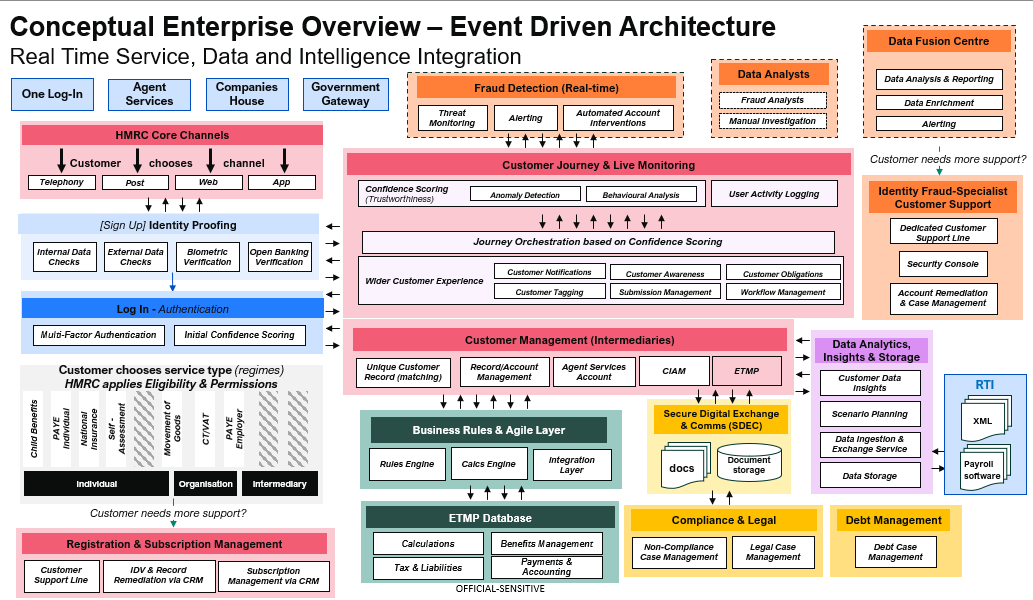 Conceptual Enterprise Overview – Event Driven Architecture
Real Time Service, Data and Intelligence Integration
One Log-In
Agent
Services
Companies
House
Government
Gateway
HMRC Core Channels
Customer chooses channel
Telephony
Post
Web
App
[Sign Up] Identity Proofing
Internal Data
Checks
External Data
Checks
Biometric
Verification
Open Banking
Verification
Log In - Authentication
Multi-Factor Authentication
Initial Confidence Scoring
Customer chooses service type (regimes)
HMRC applies Eligibility & Permissions
Child Benefits
PAYE
Individual
National
Insurance
Self -
Assessment
Movement of
Goods
CT/VAT
PAYE
Employer
Individual
Organisation
Intermediary
Customer needs more support?
Registration & Subscription Management
Customer
Support Line
IDV & Record
Remediation via CRM
Subscription
Management via CRM
Fraud Detection (Real-time)
Threat
Monitoring
Alerting
Automated Account
Interventions
Data Analysts
Fraud Analysts
Manual Investigation
Data Fusion Centre
Data Analysis & Reporting
Data Enrichment
Alerting
Customer needs more support?
Identity Fraud-Specialist
Customer Support
Dedicated Customer
Support Line
Security Console
Account Remediation
& Case Management
Customer Journey & Live Monitoring
Confidence Scoring
(Trustworthiness)
Anomaly Detection
Behavioural Analysis
User Activity Logging
Journey Orchestration based on Confidence Scoring
Wider Customer Experience
Customer Notifications
Customer Awareness
Customer Obligations
Customer Tagging
Submission Management
Workflow Management
Customer Management (Intermediaries)
Unique Customer
Record (matching)
Record/Account
Management
Agent Services
Account
CIAM
ETMP
Data Analytics,
Insights & Storage
Customer Data
Insights
Scenario Planning
Data Ingestion &
Exchange Service
Data Storage
RTI
XML
Payroll
software
Business Rules & Agile Layer
Rules Engine
Calcs Engine
Integration
Layer
Secure Digital Exchange
& Comms (SDEC)
docs
Document
storage
ETMP Database
Calculations
Benefits Management
Tax & Liabilities
Payments &
Accounting
Compliance & Legal
Non-Compliance
Case Management
Legal Case
Management
Debt Management
Debt Case
Management
OFFICIAL-SENSITIVE